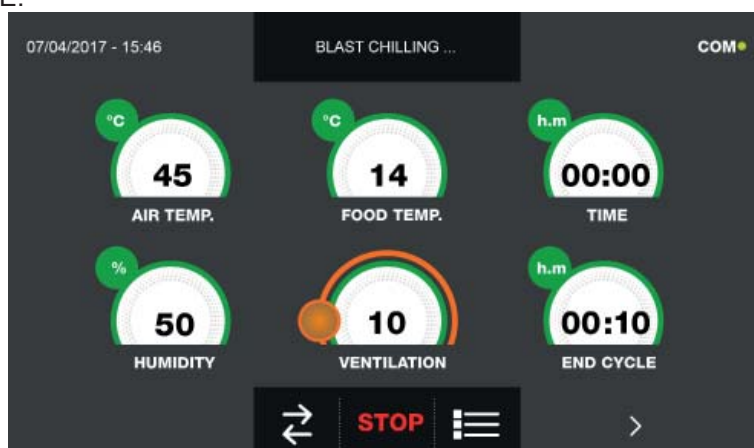 07/04/2017 - 15:46
BLAST CHILLING ...
COM
°C
45
AIR TEMP.
°C
14
FOOD TEMP.
h.m
00:00
TIME
%
50
HUMIDITY
10
VENTILATION
h.m
00:10
END CYCLE
STOP